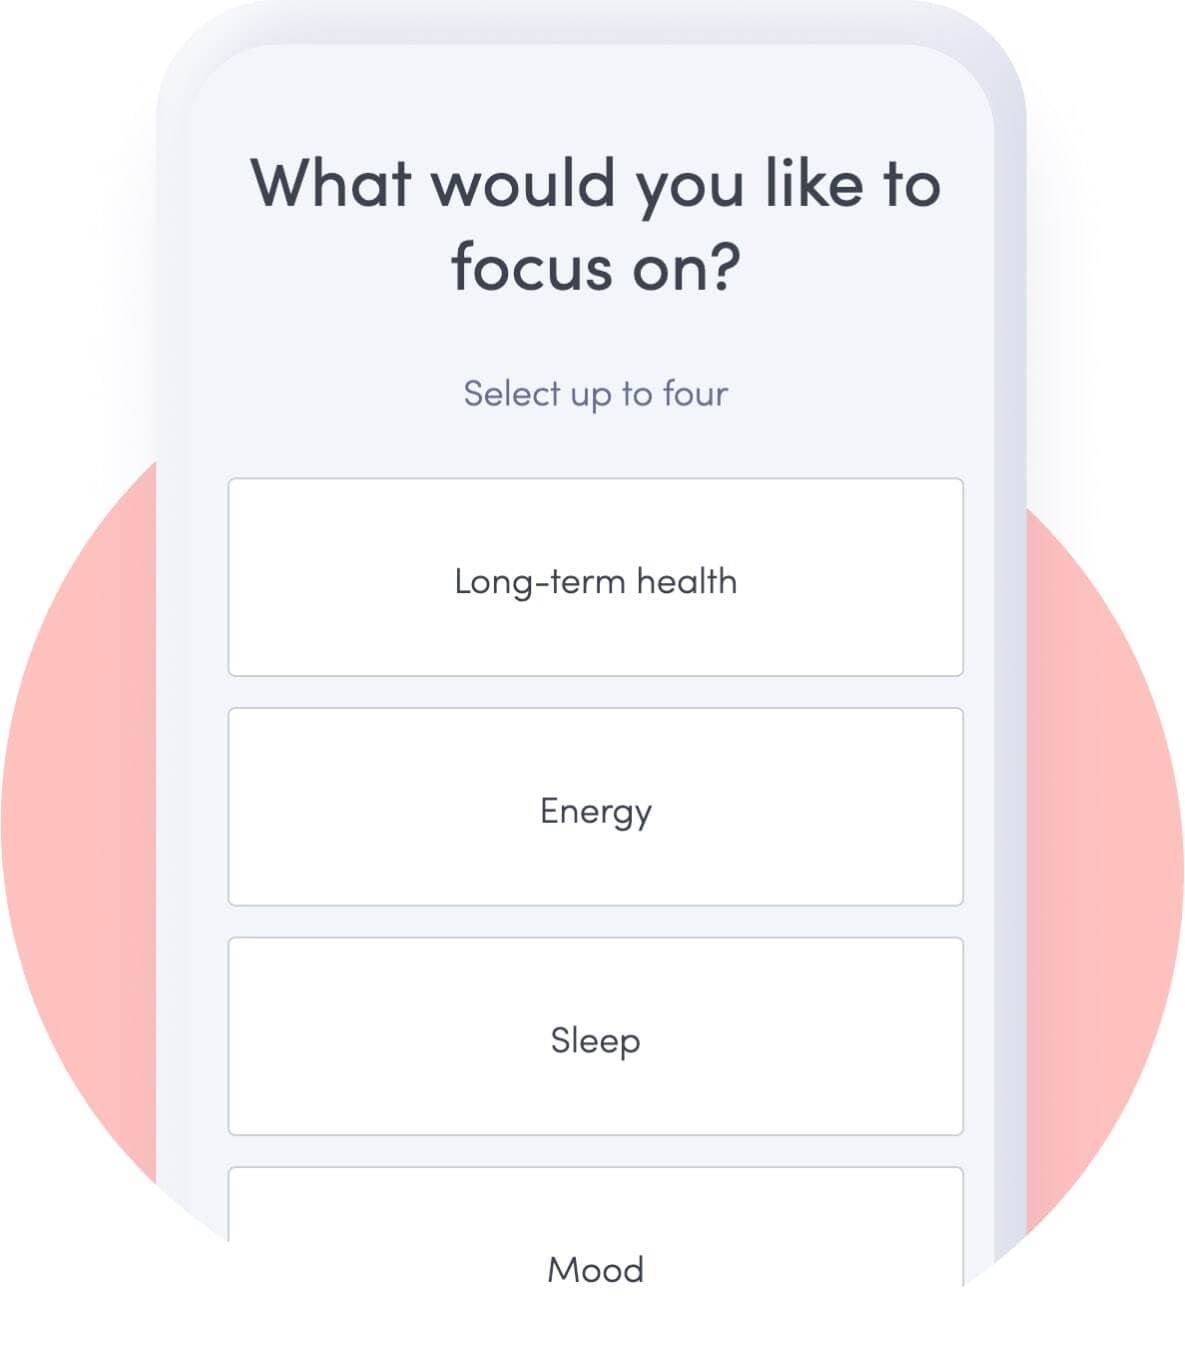 What would you like to
focus on?
Select up to four
Long-term health
Energy
Sleep
Mood